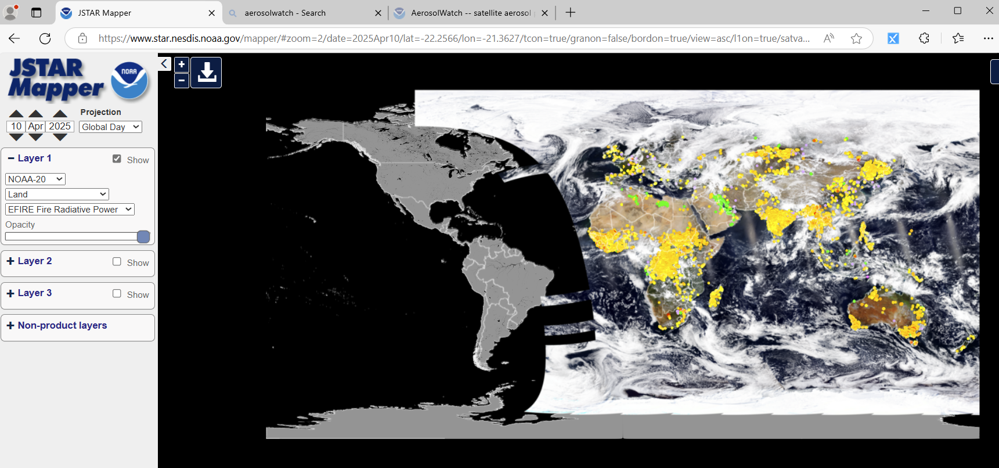 JSTAR Mapper
aerosolwatch - Search
AerosolWatch -- satellite aerosol
https://www.star.nesdis.noaa.gov/mapper/#zoom=2/date=2025Apr10/lat=-22.2566/lon=-21.3627/tcon=true/granon=false/bordon=true/view=asc/l1on=true/satva...
JSTAR
Mapper
NOAA
Projection
10 Apr 2025
Global Day
− Layer 1
Show
NOAA-20
Land
EFIRE Fire Radiative Power
Opacity
+ Layer 2
Show
+ Layer 3
Show
+ Non-product layers
+
−